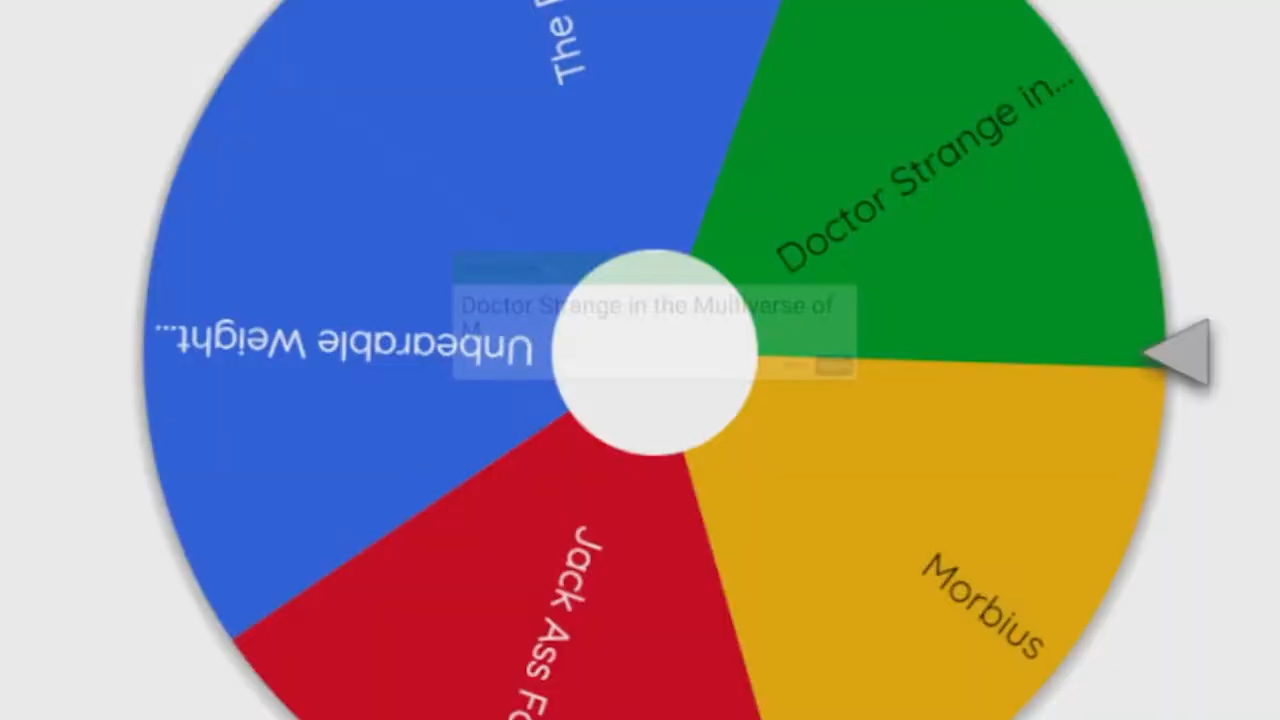 The
Doctor Strange in...
Doctor Strange in the Multiverse of
M
Unbearable Weight...
Jack Ass Fo
Morbius